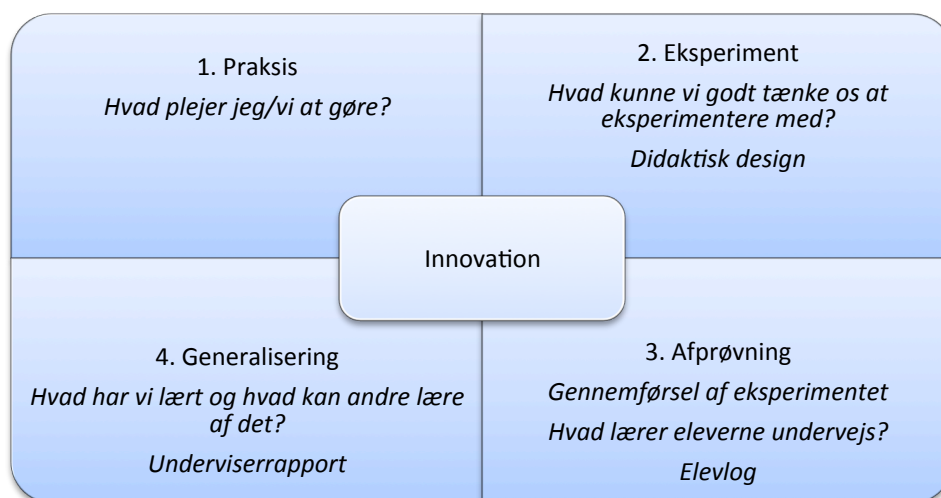 1. Praksis
Hvad plejer jeg/vi at gøre?
2. Eksperiment
Hvad kunne vi godt tænke os at
eksperimentere med?
Didaktisk design
Innovation
4. Generalisering
Hvad har vi lært og hvad kan andre lære
af det?
Underviserrapport
3. Afprøvning
Gennemførsel af eksperimentet
Hvad lærer eleverne undervejs?
Elevlog